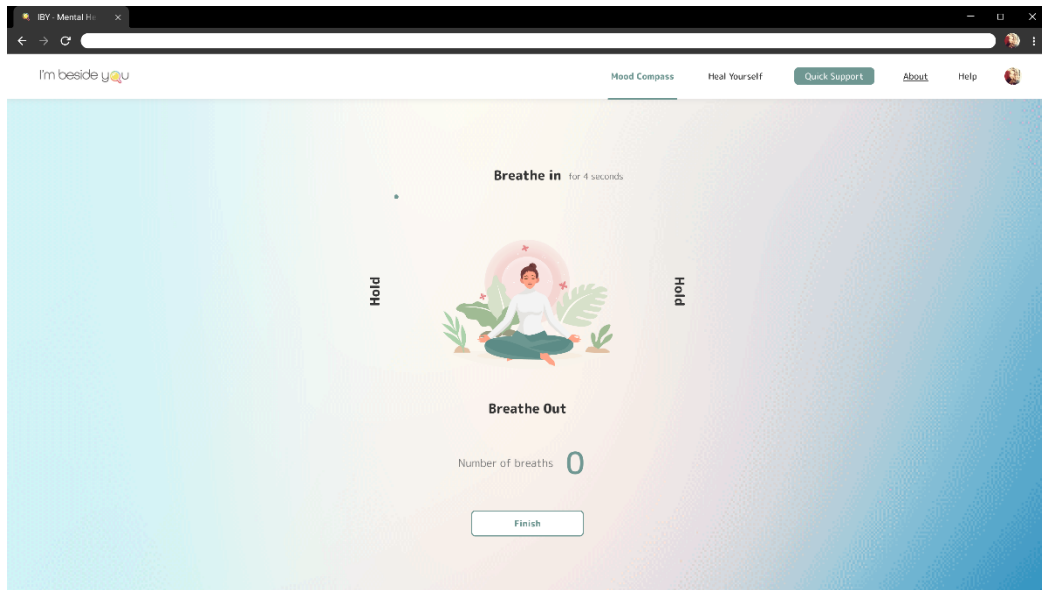 IBY - Mental He
I'm beside you
Mood Compass
Heal Yourself
Quick Support
About
Help
Breathe in for 4 seconds
Hold
Hold
Breathe Out
Number of breaths 0
Finish